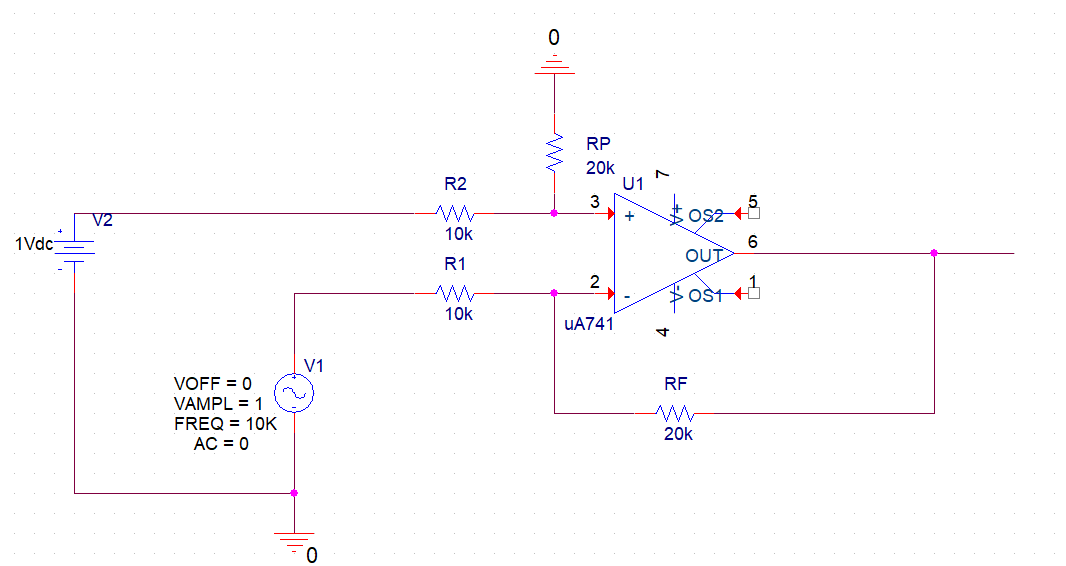 0
RP
20k
7
R2
U1
3
5
V2
+
V+
OS2
10k
1Vdc
6
R1
OUT
2
1
-
V-
OS1
10k
uA741
4
V1
VOFF = 0
RF
VAMPL = 1
FREQ = 10K
20k
AC = 0
0